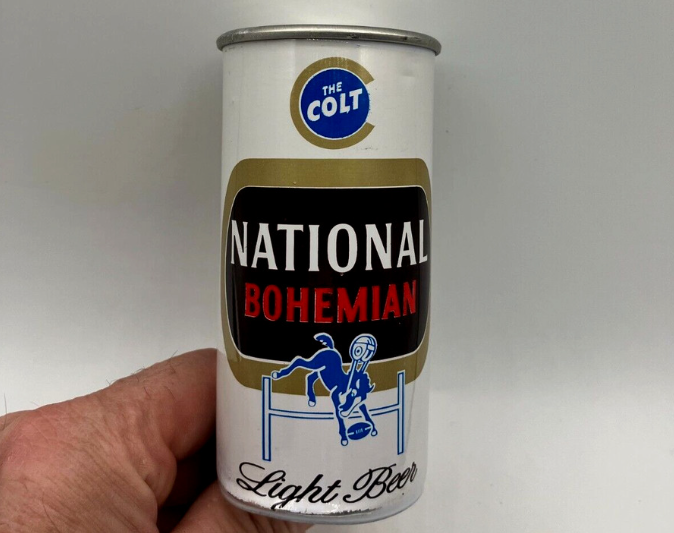 THE
COLT
NATIONAL
BOHEMIAN
Light Beer